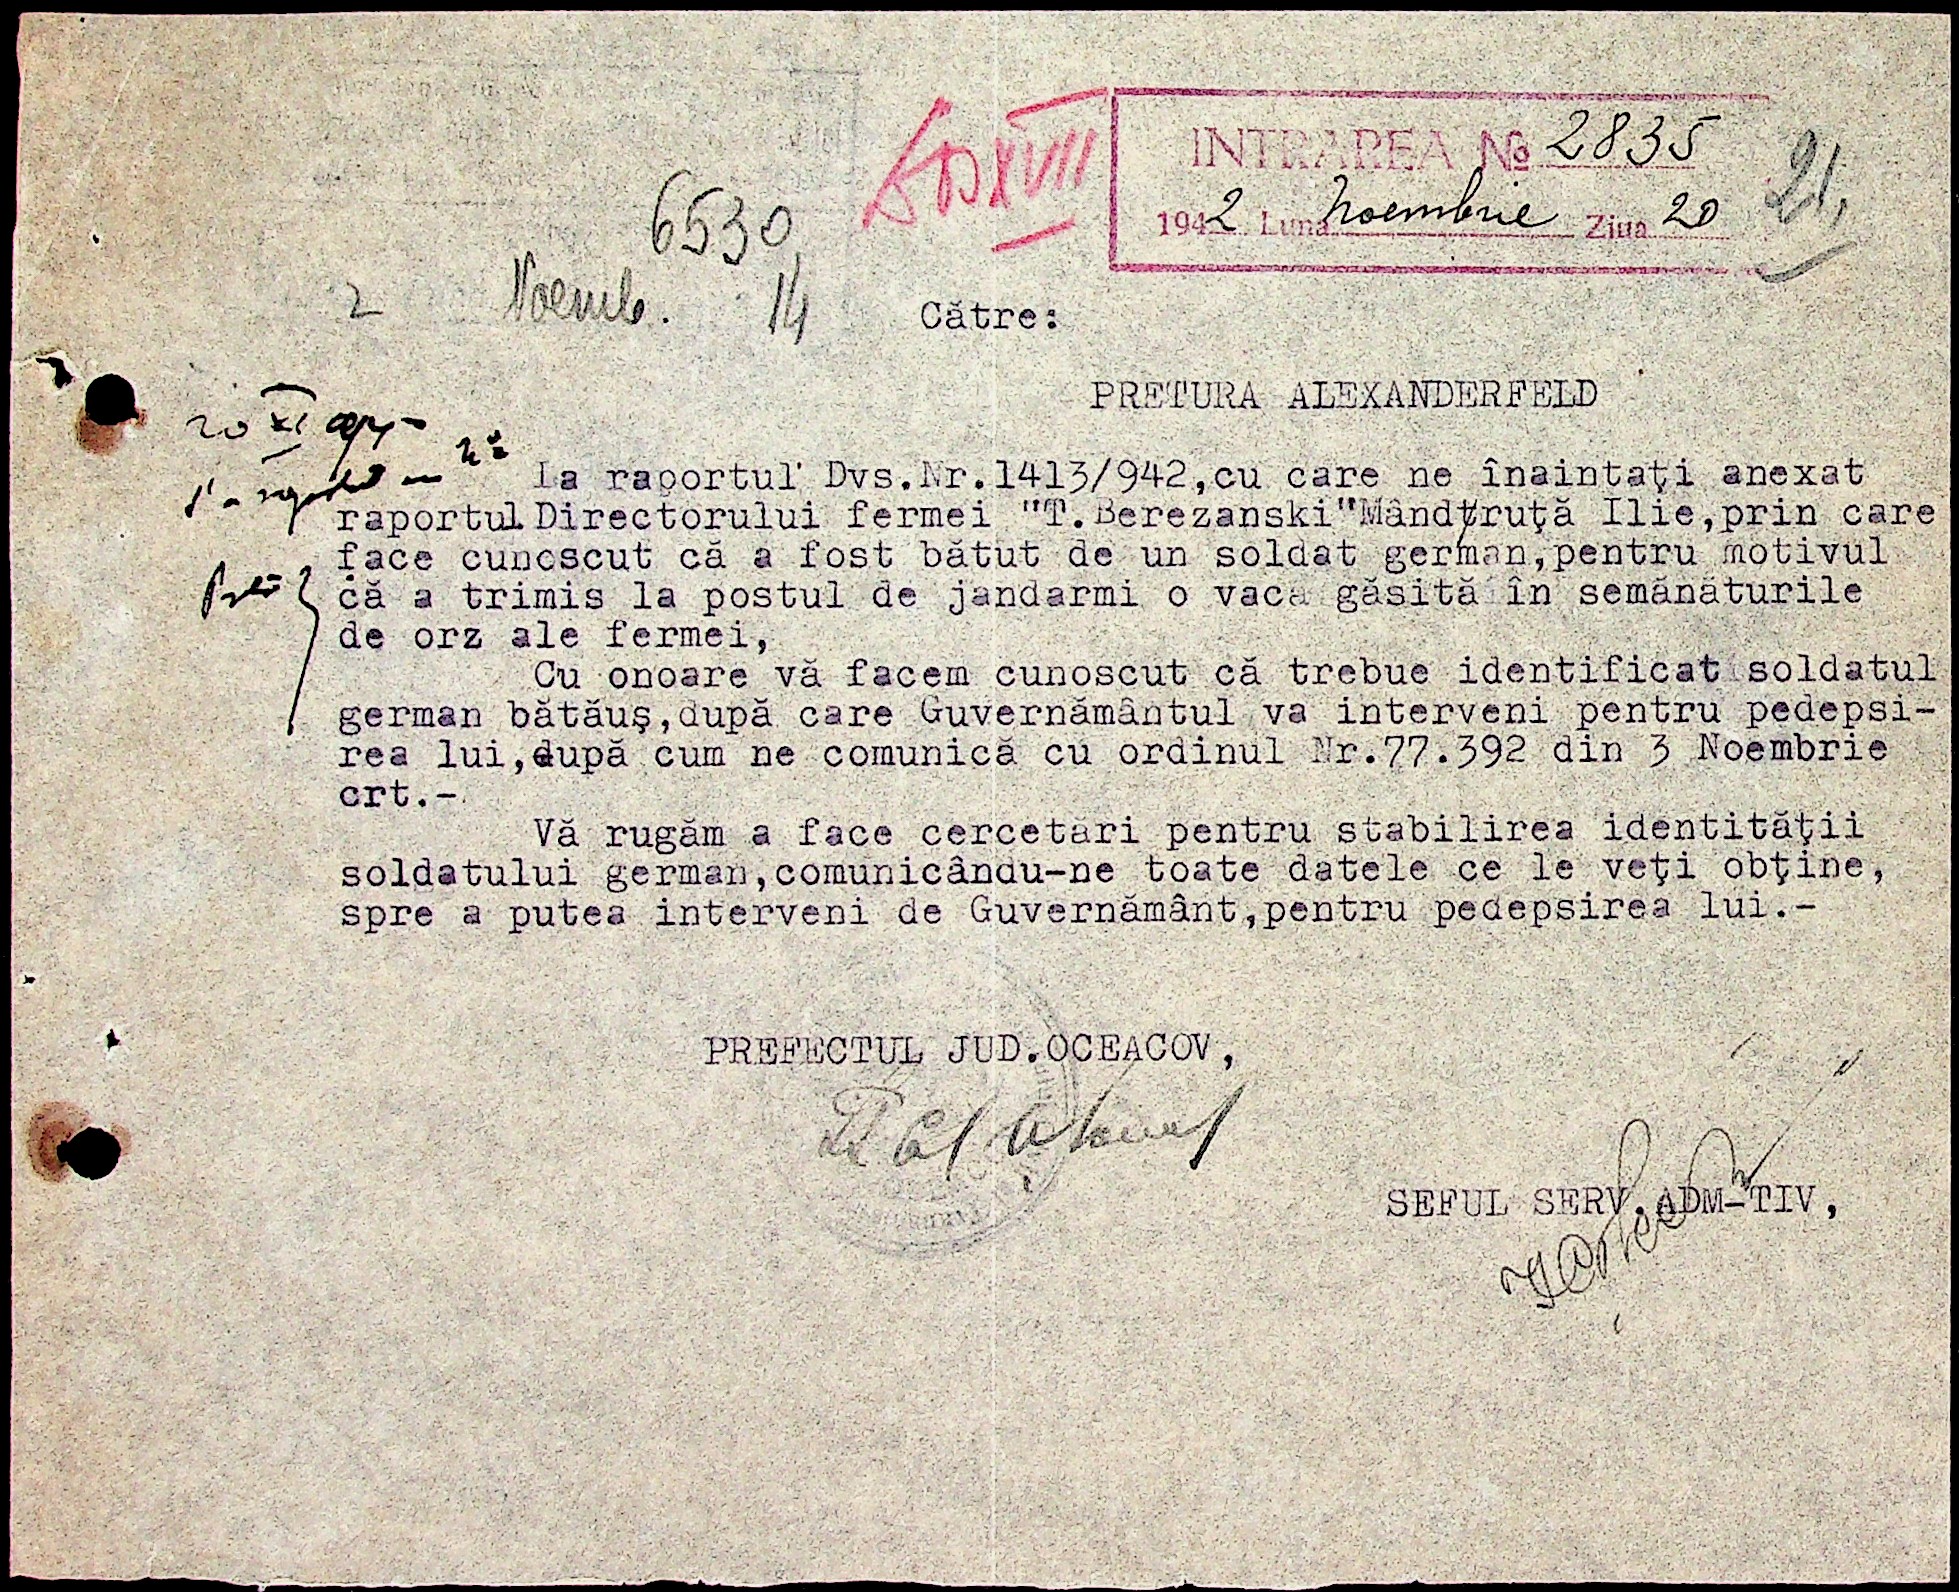 XVII
INTRAREA No 2835
1942 Luna Noembrie Ziua 20
21,
6530
2 Noemb. 14
Către:
PRETURA ALEXANDERFELD
20 XI
La raportul Dvs.Nr.1413/942,cu care ne înaintaţi anexat
raportul Directorului fermei "T.Berezanski"Mândţruţă Ilie,prin care
face cunoscut că a fost bătut de un soldat german,pentru motivul
că a trimis la postul de jandarmi o vaca găsită în semănăturile
de orz ale fermei,
Cu onoare vă facem cunoscut că trebue identificat soldatul
german bătăuş,după care Guvernământul va interveni pentru pedepsi-
rea lui,după cum ne comunică cu ordinul Nr.77.392 din 3 Noembrie
crt.-
Vă rugăm a face cercetări pentru stabilirea identităţii
soldatului german,comunicându-ne toate datele ce le veţi obţine,
spre a putea interveni de Guvernământ,pentru pedepsirea lui.-
PREFECTUL JUD.OCEACOV,
SEFUL SERV.ADM-TIV,